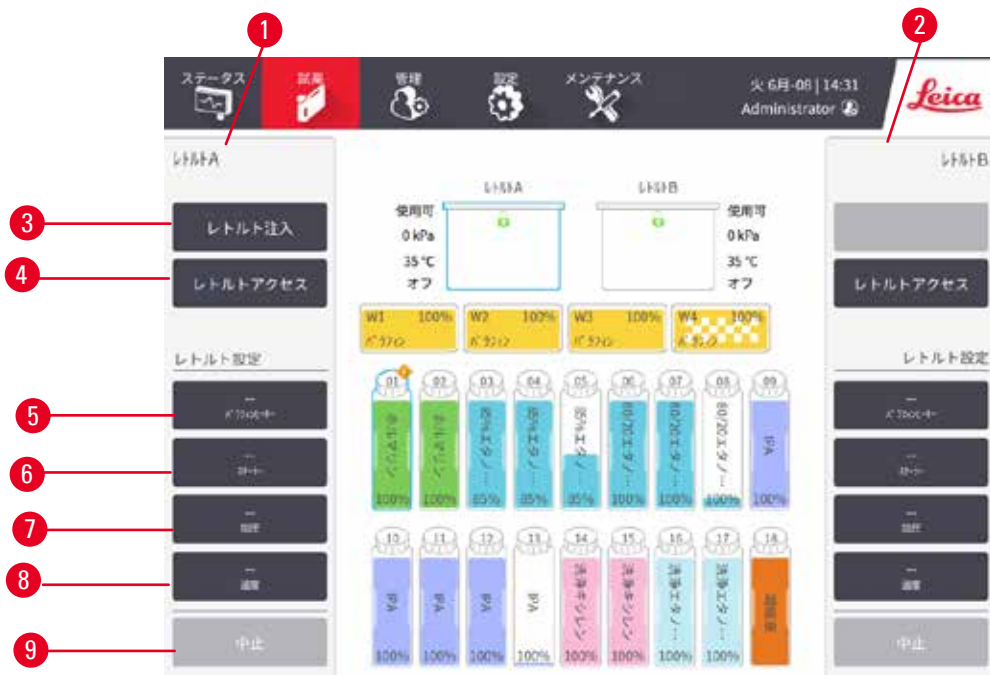 1
2
ステータス
試薬
管理
設定
メンテナンス
火 6月-08 | 14:31
Administrator
Leica
レトルトA
レトルトB
3
レトルト注入
4
レトルトアクセス
レトルトアクセス
レトルトA
レトルトB
使用可
0 kPa
35 °C
オフ
使用可
0 kPa
35 °C
オフ
W1 100%
パラフィン
W2 100%
パラフィン
W3 100%
パラフィン
W4 100%
パラフィン
レトルト設定
レトルト設定
5
--
--
6
--
--
7
--
--
8
--
温度
--
温度
9
中止
中止
01
ホルマリン
100%
02
ホルマリン
100%
03
85%エタノ…
85%
04
85%エタノ…
85%
05
85%エタノ…
85%
06
80/20エタノ…
100%
07
80/20エタノ…
100%
08
80/20エタノ…
100%
09
IPA
100%
10
IPA
100%
11
IPA
100%
12
IPA
100%
13
IPA
100%
14
洗浄キシレン
100%
15
洗浄キシレン
100%
16
洗浄エタノ…
100%
17
洗浄エタノ…
100%
18